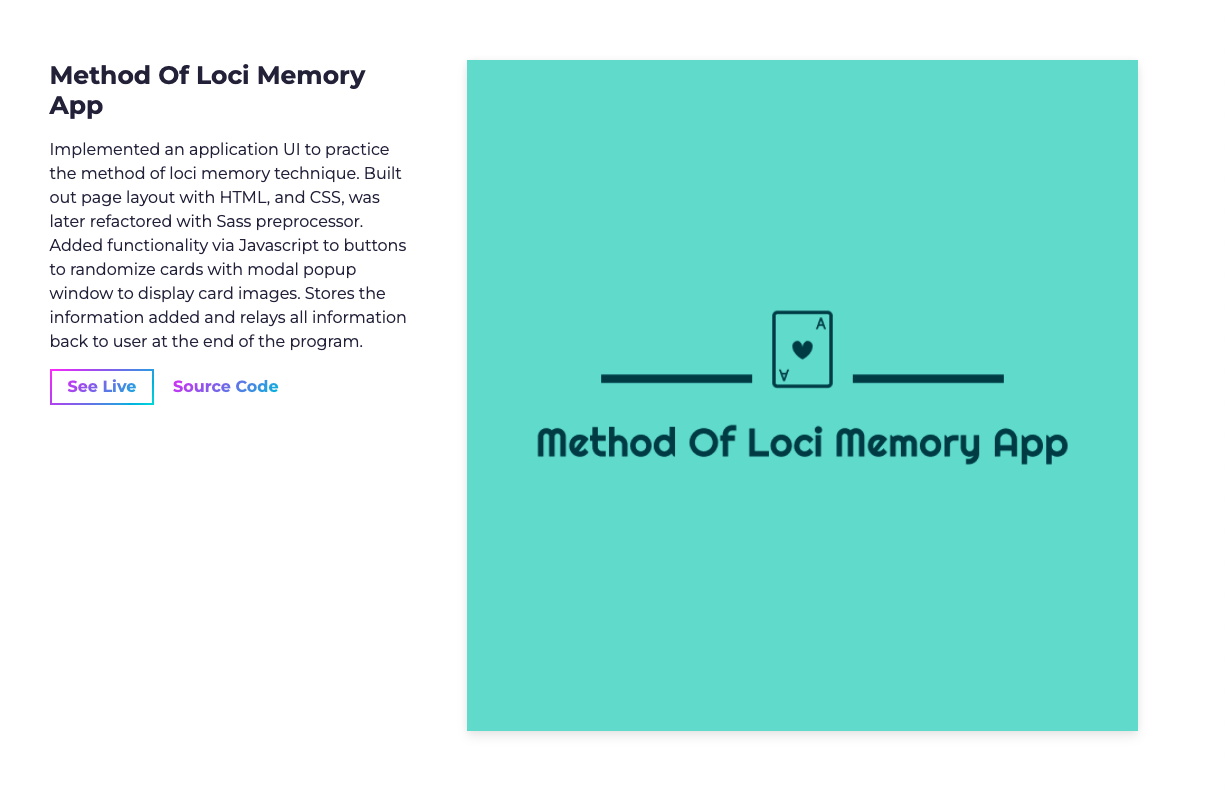 Method Of Loci Memory
App
Implemented an application UI to practice
the method of loci memory technique. Built
out page layout with HTML, and CSS, was
later refactored with Sass preprocessor.
Added functionality via Javascript to buttons
to randomize cards with modal popup
window to display card images. Stores the
information added and relays all information
back to user at the end of the program.
See Live
Source Code
A
A
Method Of Loci Memory App